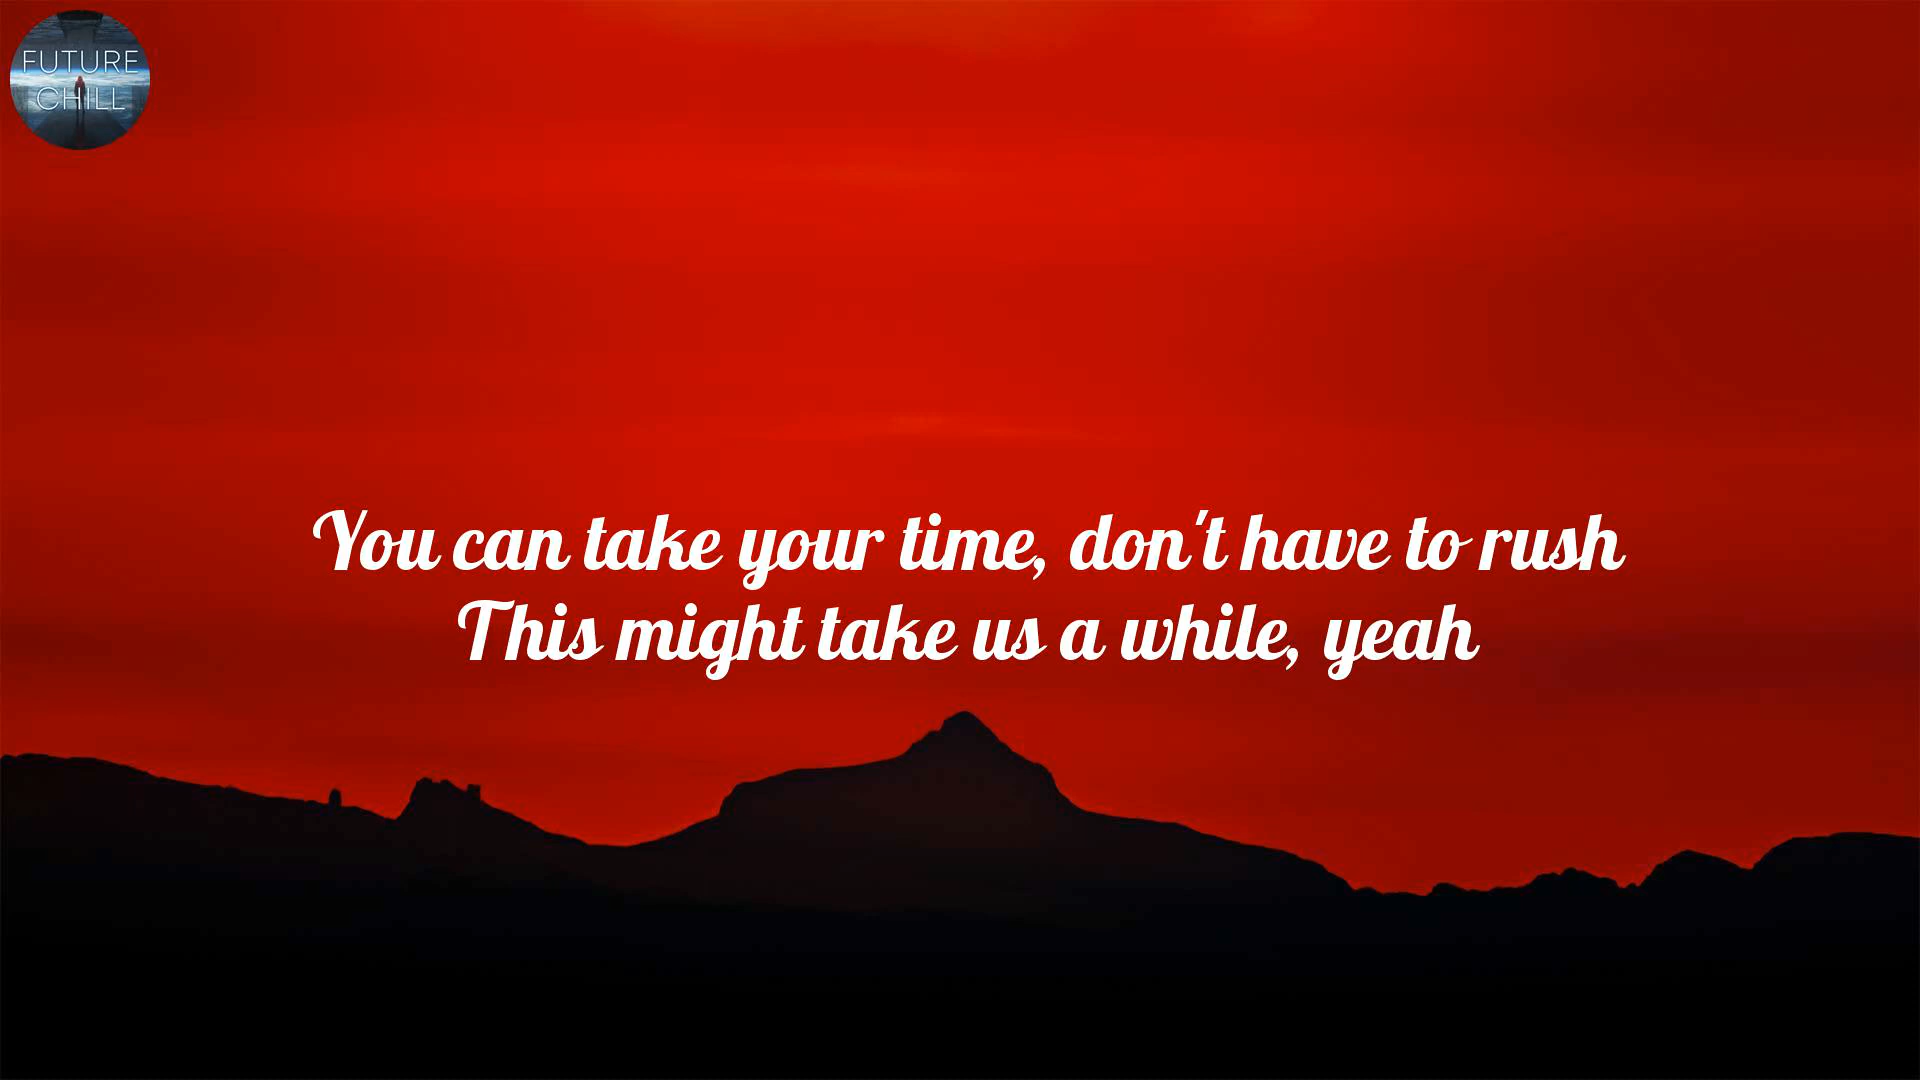 FUTURE
CHILL
You can take your time, don't have to rush
This might take us a while, yeah